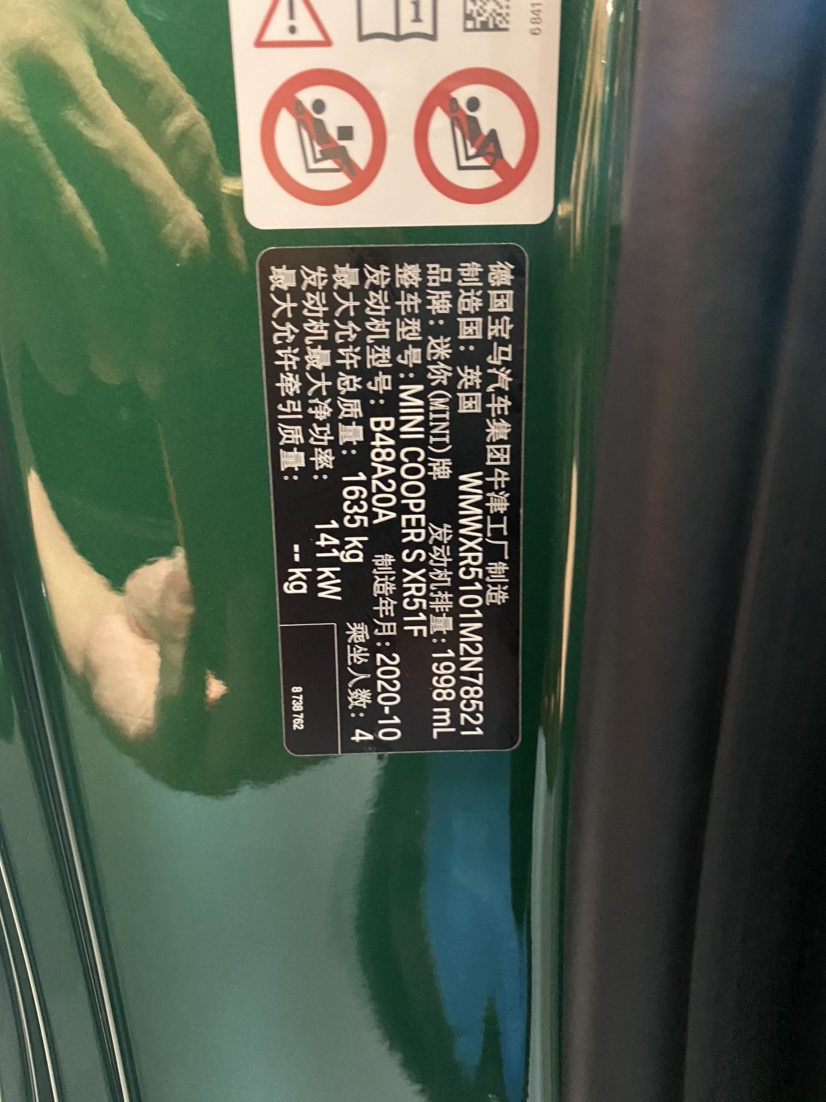 6 841
德国宝马汽车集团牛津工厂制造
制造国：英国 WMWXR5101M2N78521
品牌：迷你(MINI)牌 发动机排量：1998 mL
整车型号：MINI COOPER S XR51F
发动机型号：B48A20A 制造年月：2020-10
最大允许总质量：1635 kg 乘坐人数：4
发动机最大净功率：141 kW
最大允许牵引质量：-- kg
8 738 762